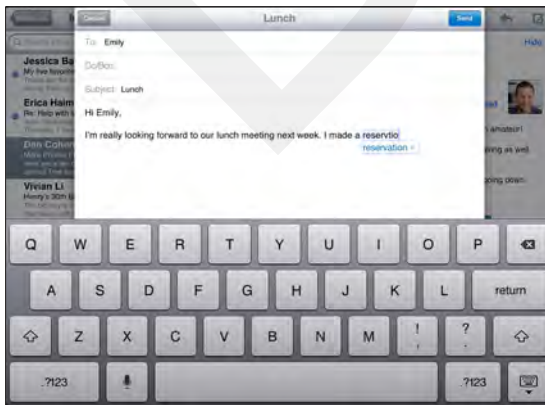 Cancel
Lunch
Send
Hide
To: Emily
Cc/Bcc:
Subject: Lunch
Hi Emily,
I'm really looking forward to our lunch meeting next week. I made a reservtio
reservation ×
Jessica Ba
My five favorite
Erica Haim
Re: Help with
Dan Cohen
Vivian Li
Henry's 30th B
amateur!
ing as well.
going down.
Q W E R T Y U I O P
A S D F G H J K L return
Z X C V B N M ! , ? .
.?123 .?123